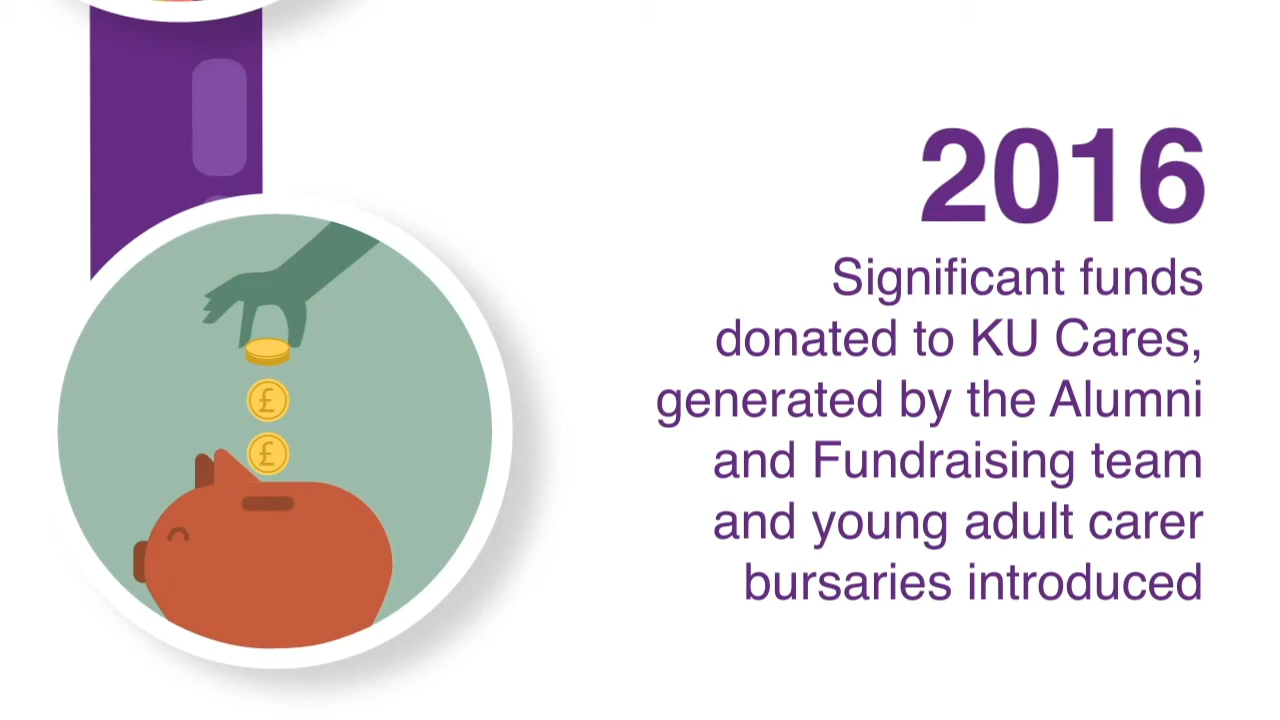 2016
Significant funds
donated to KU Cares,
generated by the Alumni
and Fundraising team
and young adult carer
bursaries introduced
£
£